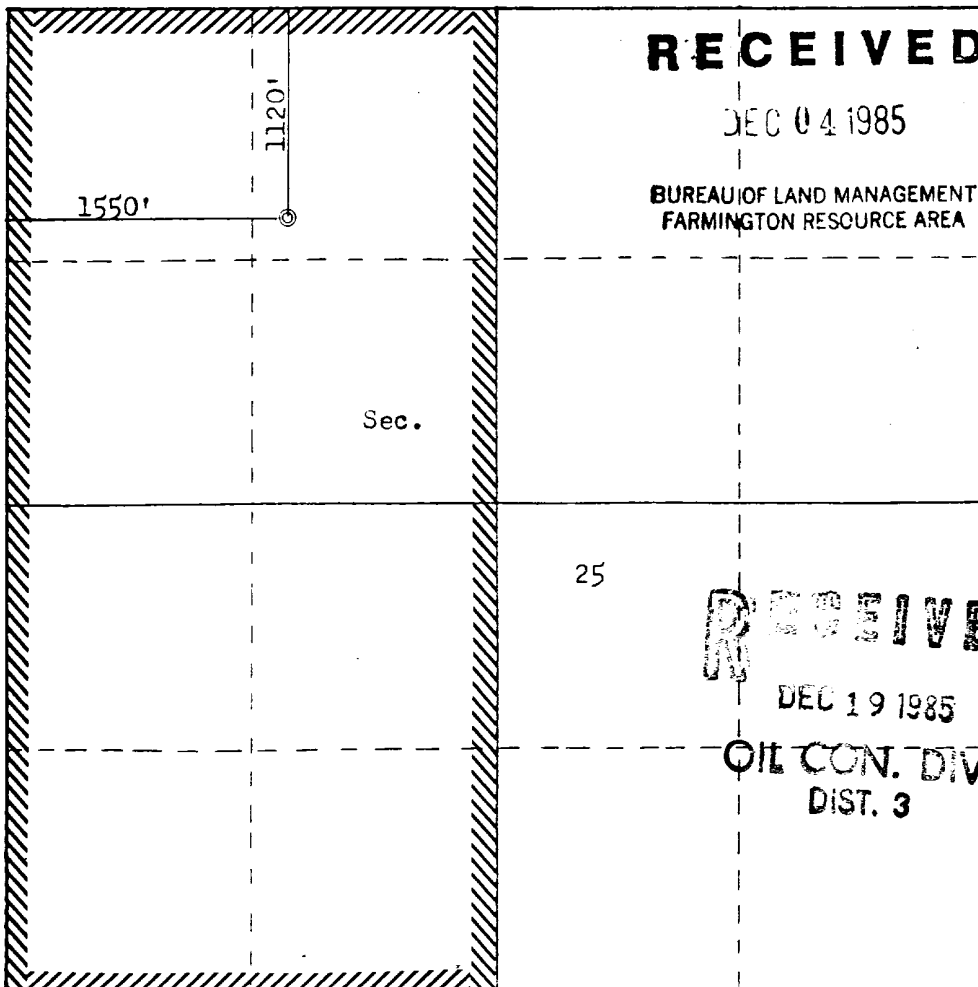 RECEIVED
1120'
DEC 04 1985
1550'
BUREAU OF LAND MANAGEMENT
FARMINGTON RESOURCE AREA
Sec.
25
RECEIVE
DEC 19 1985
OIL CON. DIV
DIST. 3